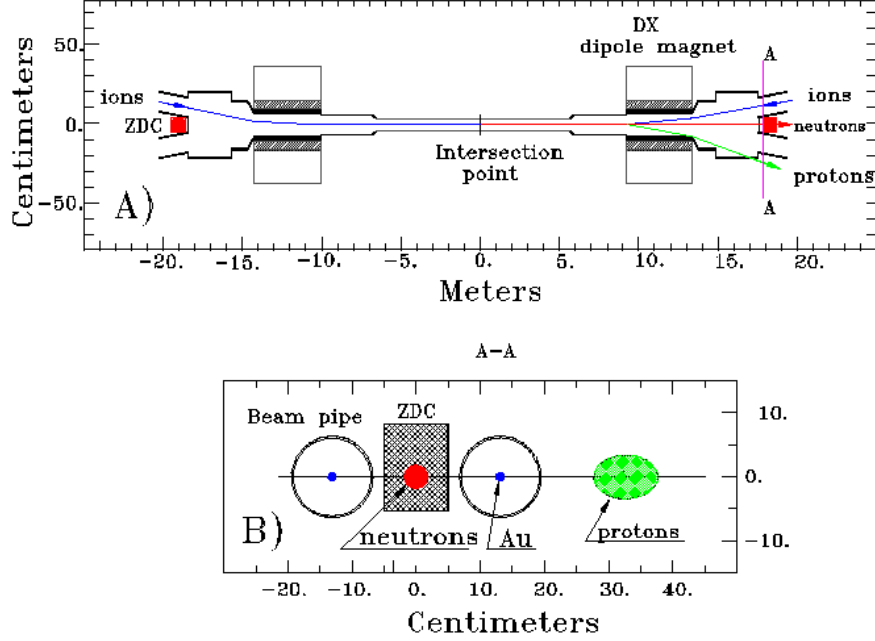 DX
dipole magnet
A
50.
ions
ions
ZDC
0.
neutrons
Intersection
point
protons
-50.
A)
A
Centimeters
-20.
-15.
-10.
0.
5.
10.
15.
20.
Meters
A-A
Beam pipe
ZDC
10.
0.
B)
neutrons
Au
protons
-10.
-20.
-10.
0.
10.
20.
30.
40.
Centimeters